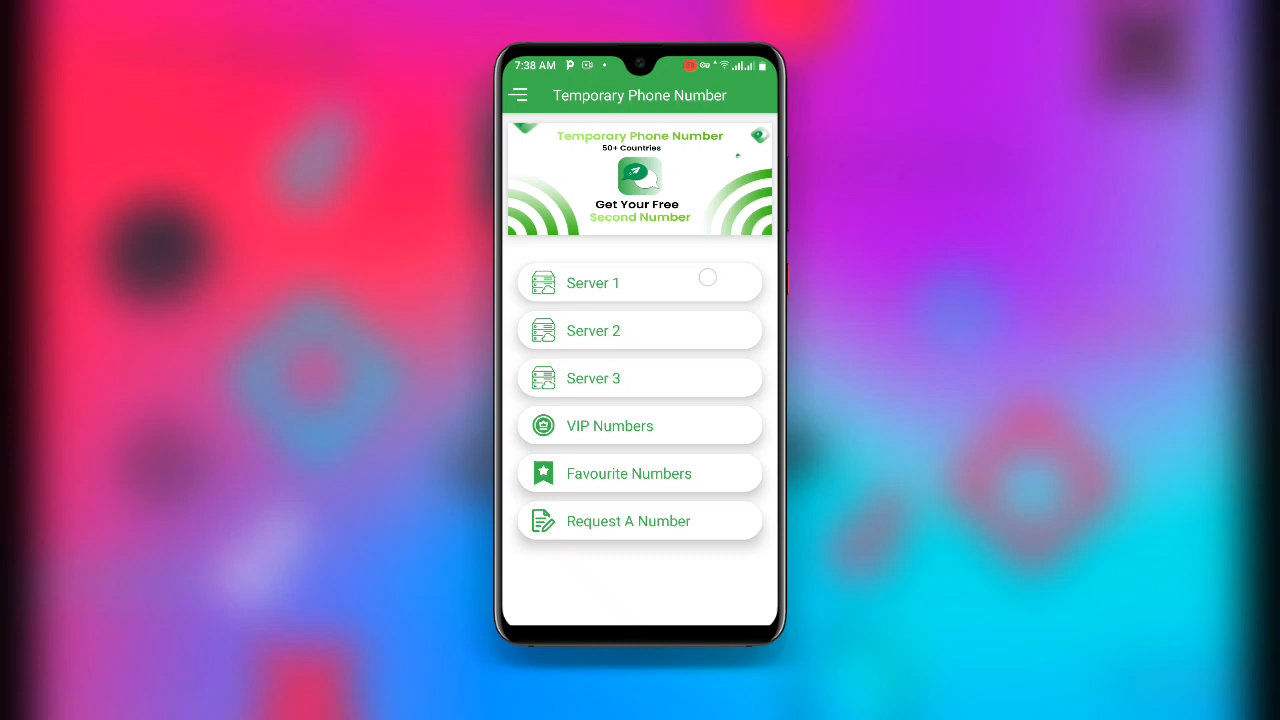 7:38 AM
Temporary Phone Number
Temporary Phone Number
50+ Countries
Get Your Free
Second Number
Server 1
Server 2
Server 3
VIP Numbers
Favourite Numbers
Request A Number